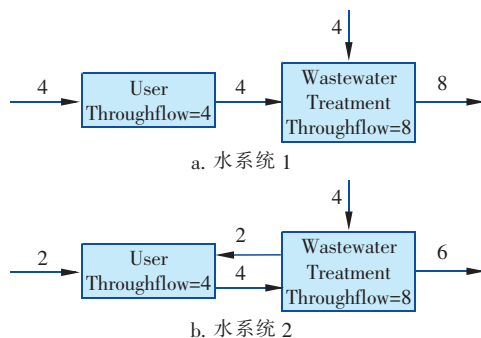 4
4
4
8
User
Throughflow=4
Wastewater
Treatment
Throughflow=8
a. 水系统 1
4
2
2
4
6
User
Throughflow=4
Wastewater
Treatment
Throughflow=8
b. 水系统 2